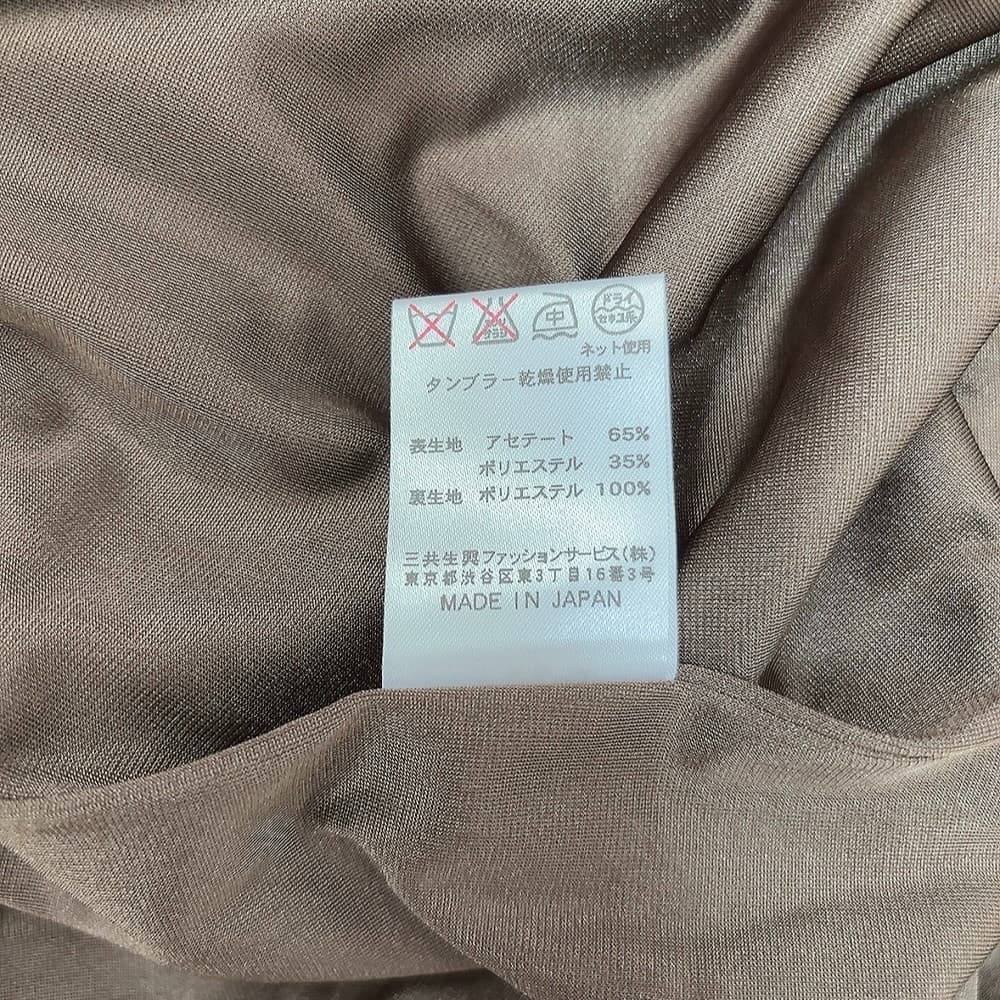 中 ドライ
セキユ系
ネット使用
タンブラー乾燥使用禁止
表生地 アセテート 65%
ポリエステル 35%
裏生地 ポリエステル 100%
三共生興ファッションサービス(株)
東京都渋谷区東3丁目16番3号
MADE IN JAPAN